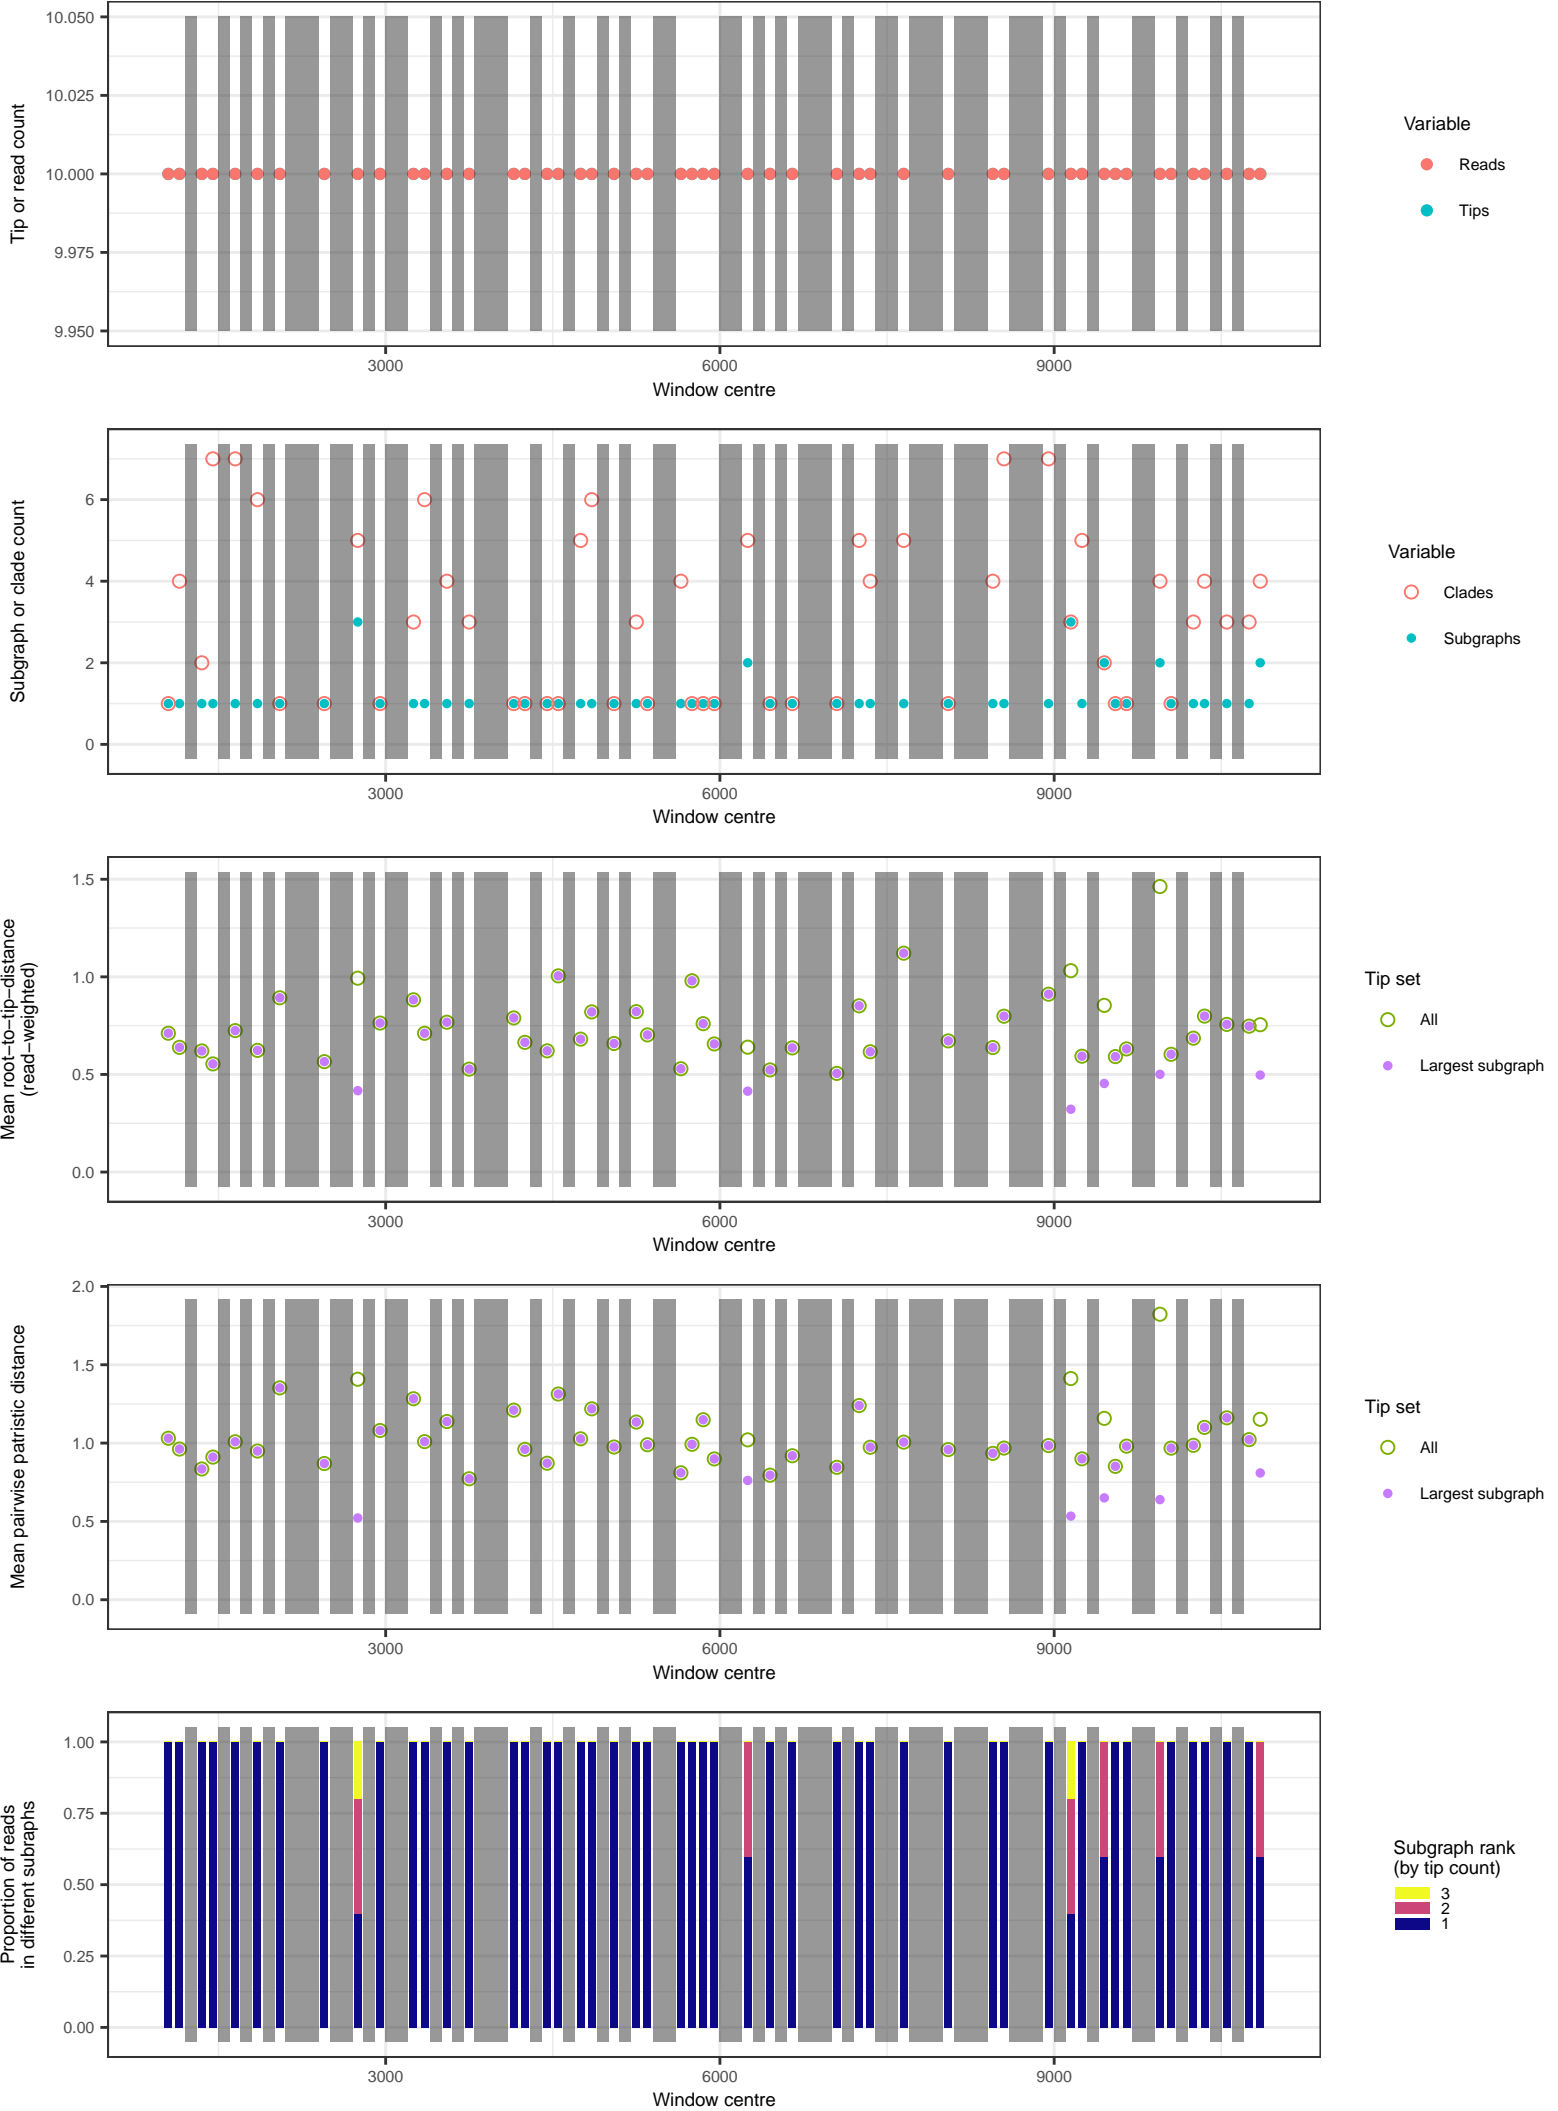 10.050
10.025
10.000
9.975
9.950
Tip or read count
3000
6000
9000
Window centre
Variable
Reads
Tips
6
4
2
0
Subgraph or clade count
3000
6000
9000
Window centre
Variable
Clades
Subgraphs
1.5
1.0
0.5
0.0
Mean root−to−tip−distance
(read−weighted)
3000
6000
9000
Window centre
Tip set
All
Largest subgraph
2.0
1.5
1.0
0.5
0.0
Mean pairwise patristic distance
3000
6000
9000
Window centre
Tip set
All
Largest subgraph
1.00
0.75
0.50
0.25
0.00
Proportion of reads
in different subraphs
3000
6000
9000
Window centre
Subgraph rank
(by tip count)
3
2
1